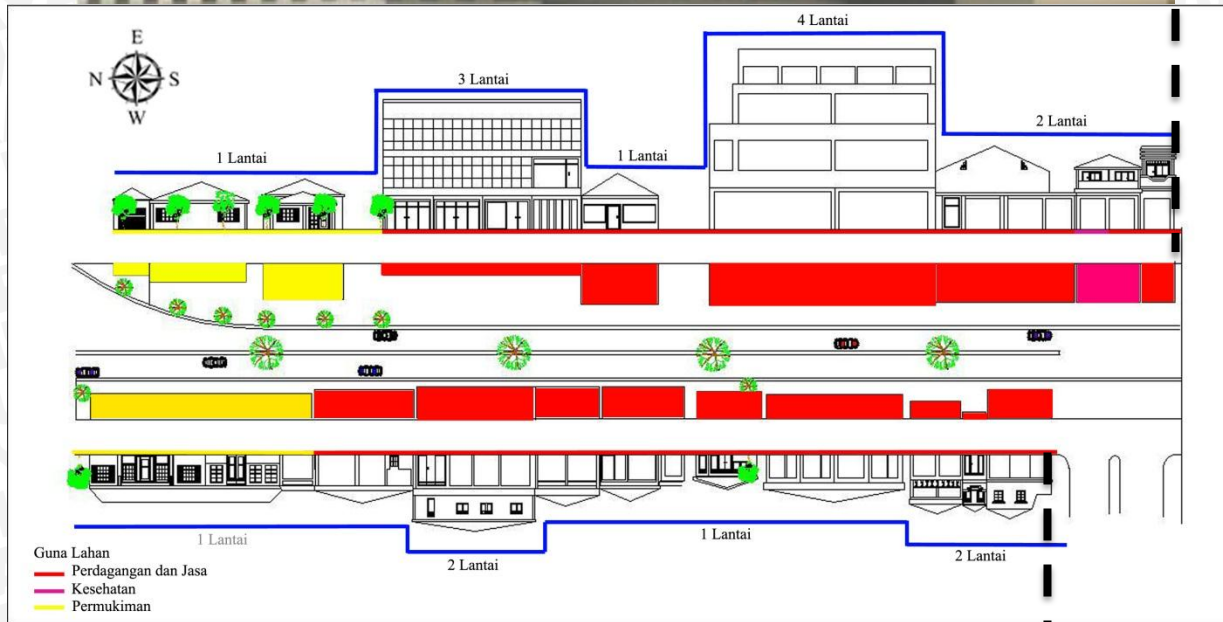 4 Lantai
E
N S
W
3 Lantai
2 Lantai
1 Lantai
1 Lantai
1 Lantai
1 Lantai
2 Lantai
2 Lantai
Guna Lahan
Perdagangan dan Jasa
Kesehatan
Permukiman